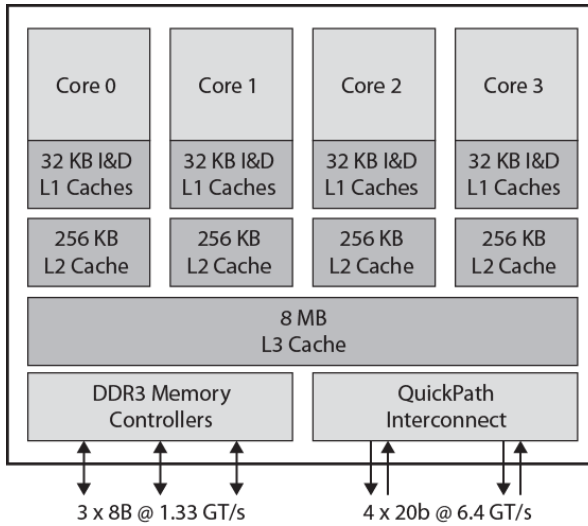 Core 0
Core 1
Core 2
Core 3
32 KB I&D
L1 Caches
32 KB I&D
L1 Caches
32 KB I&D
L1 Caches
32 KB I&D
L1 Caches
256 KB
L2 Cache
256 KB
L2 Cache
256 KB
L2 Cache
256 KB
L2 Cache
8 MB
L3 Cache
DDR3 Memory
Controllers
QuickPath
Interconnect
3 x 8B @ 1.33 GT/s
4 x 20b @ 6.4 GT/s